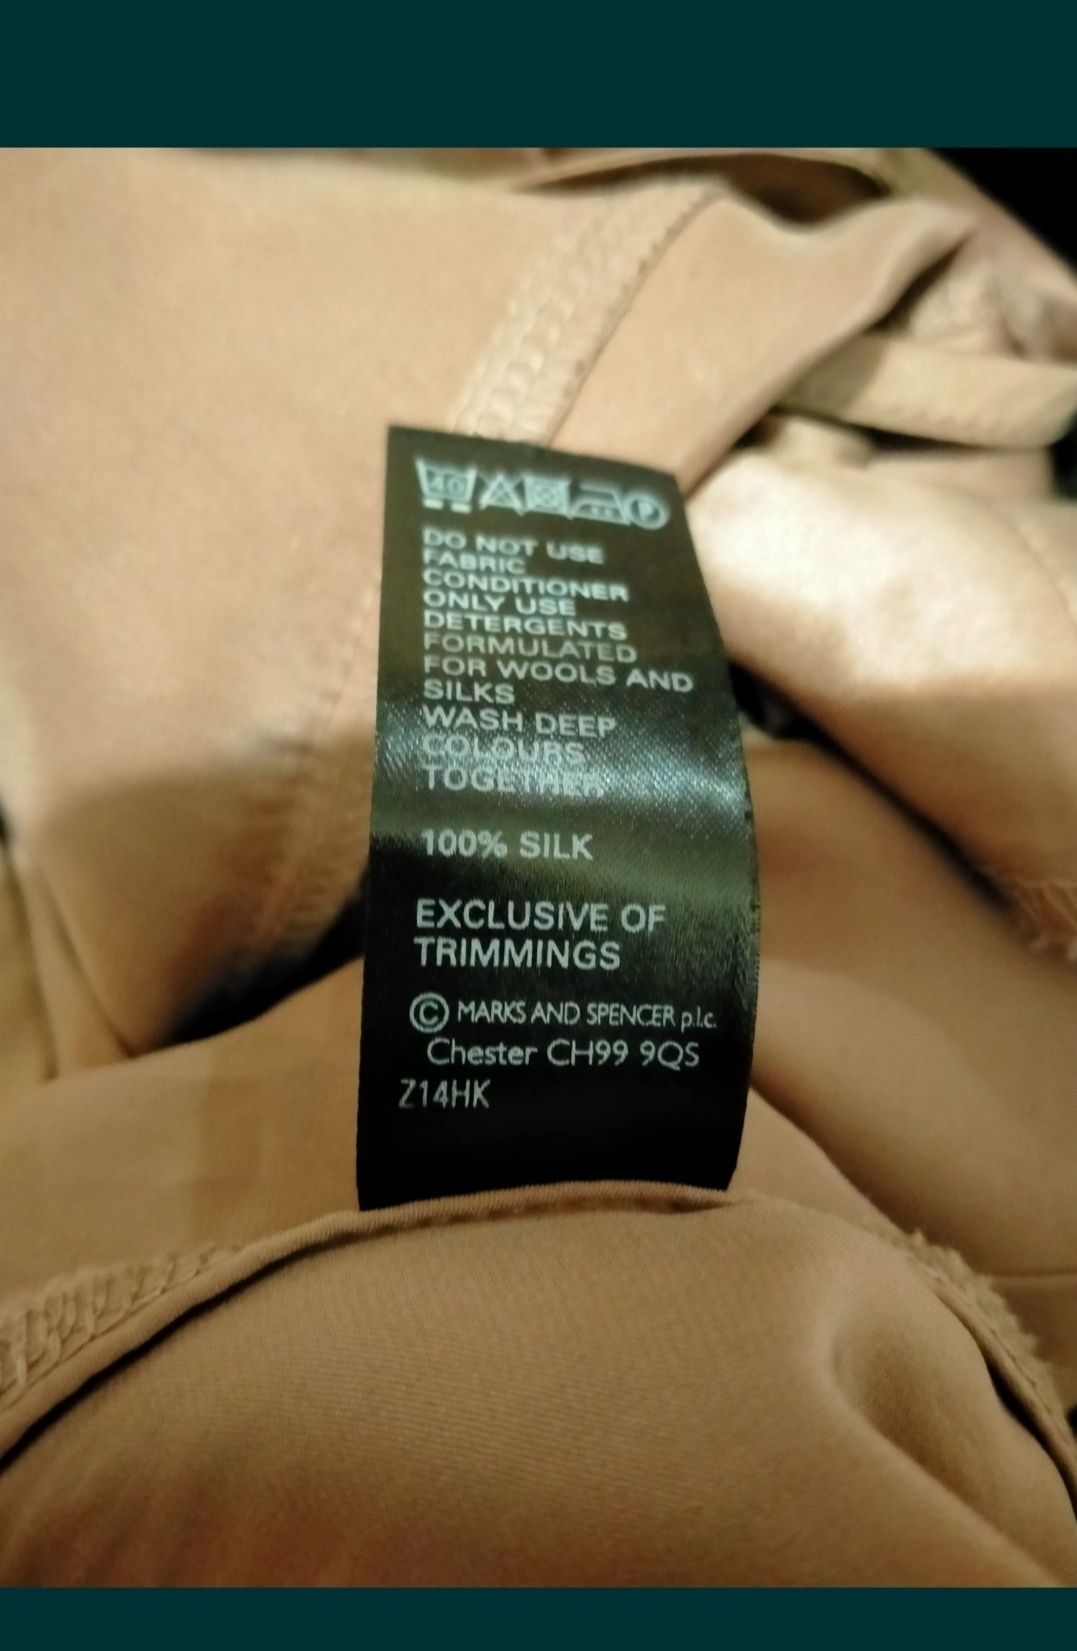 40 P
DO NOT USE
FABRIC
CONDITIONER
ONLY USE
DETERGENTS
FORMULATED
FOR WOOLS AND
SILKS
WASH DEEP
COLOURS
TOGETHER
100% SILK
EXCLUSIVE OF
TRIMMINGS
© MARKS AND SPENCER p.l.c.
Chester CH99 9QS
Z14HK